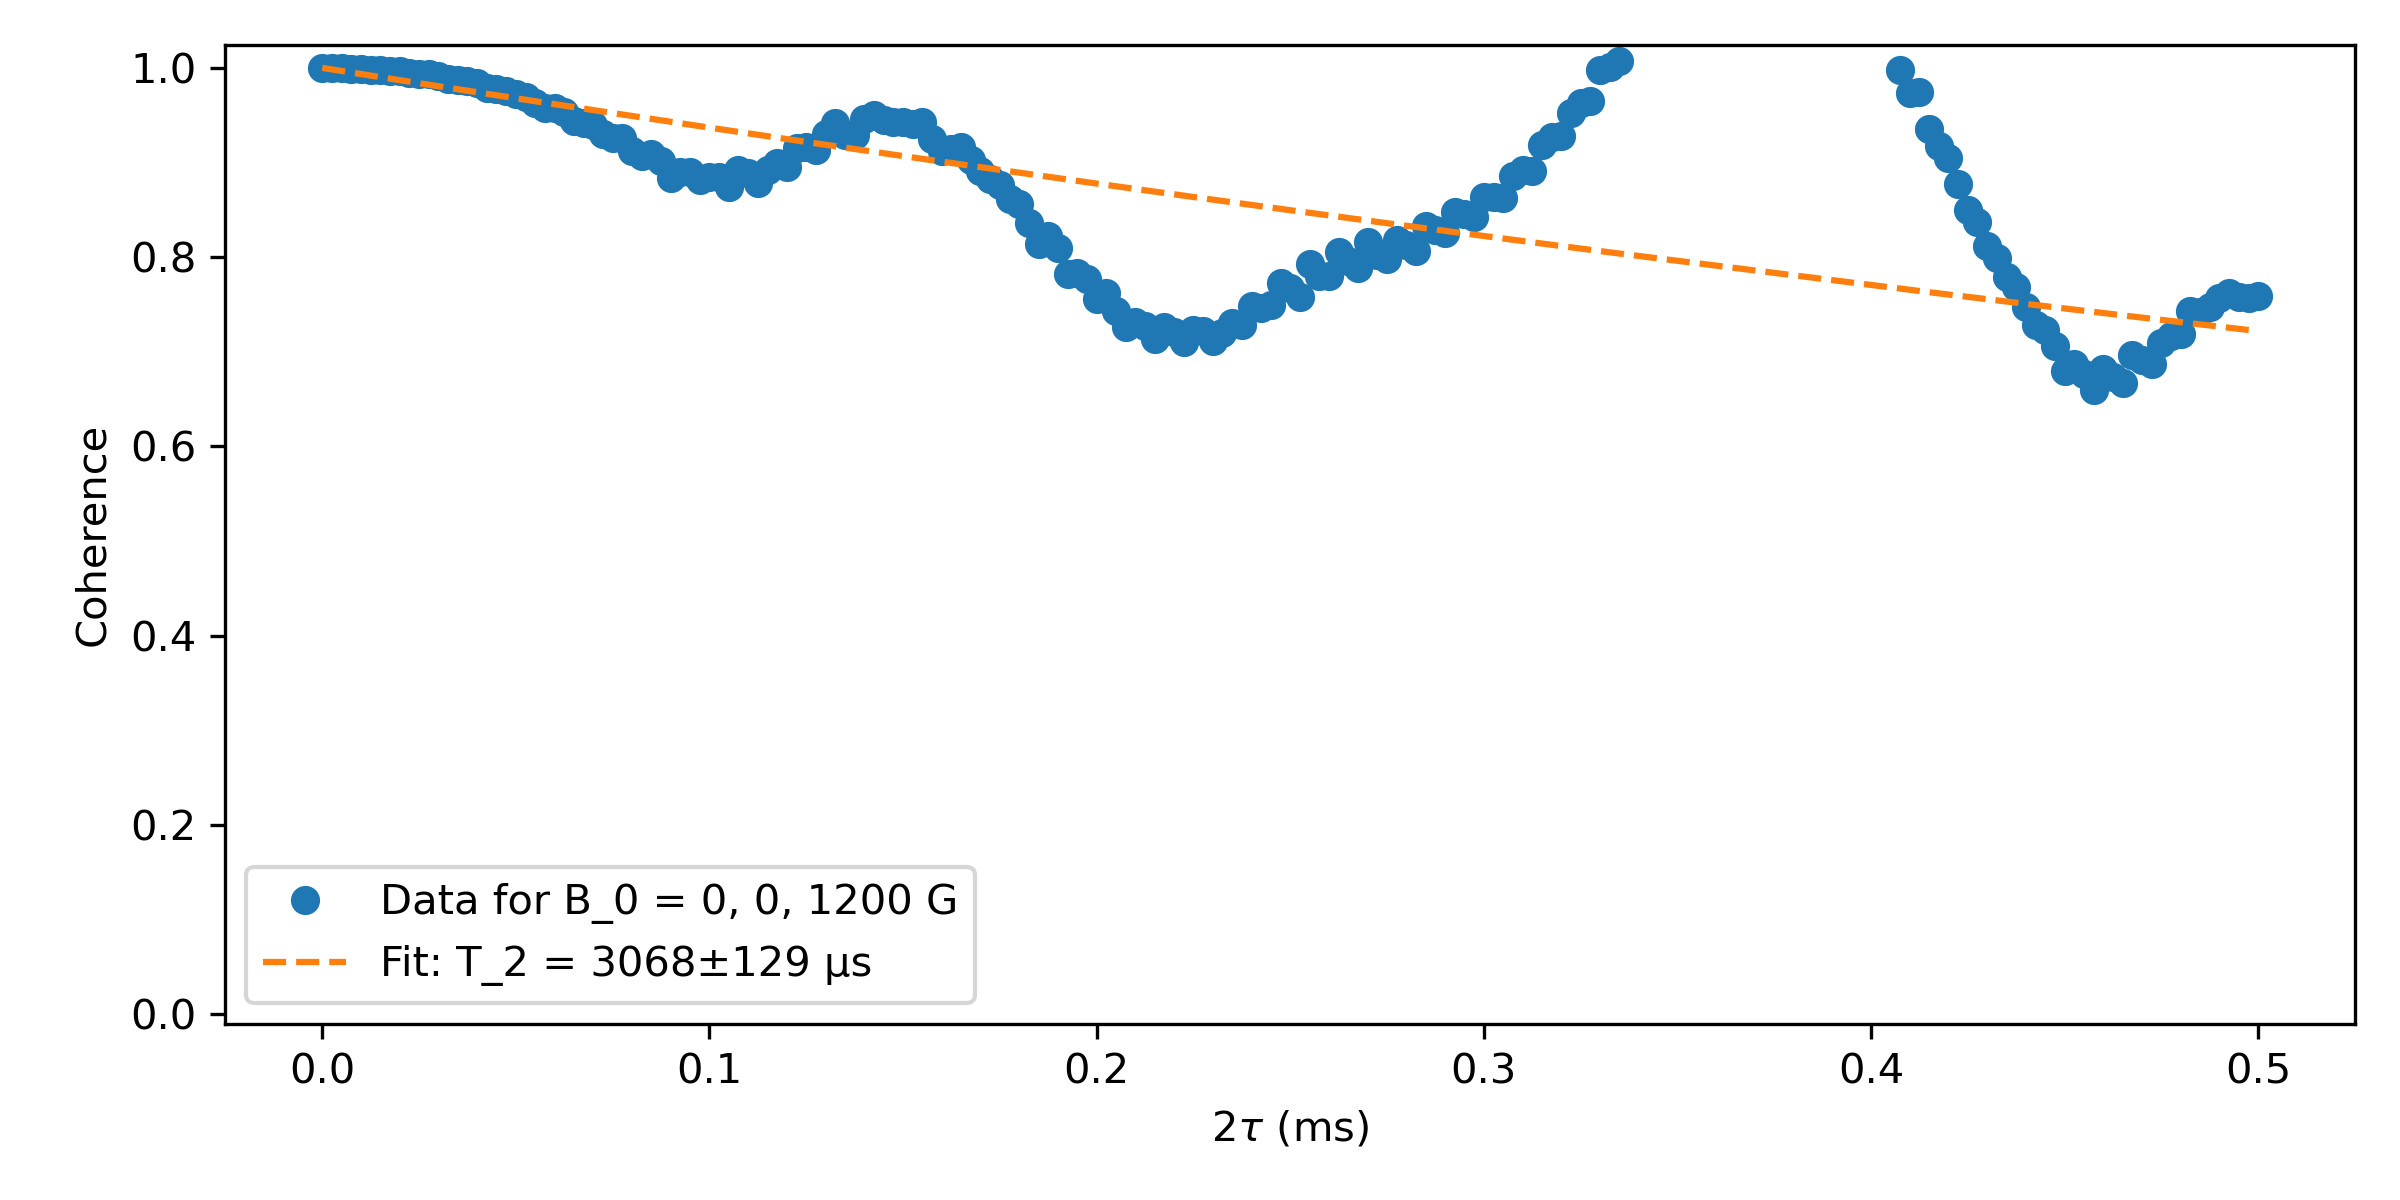 1.0
0.8
0.6
0.4
0.2
0.0
Coherence
Data for B_0 = 0, 0, 1200 G
Fit: T_2 = 3068±129 μs
0.0 0.1 0.2 0.3 0.4 0.5
2τ (ms)